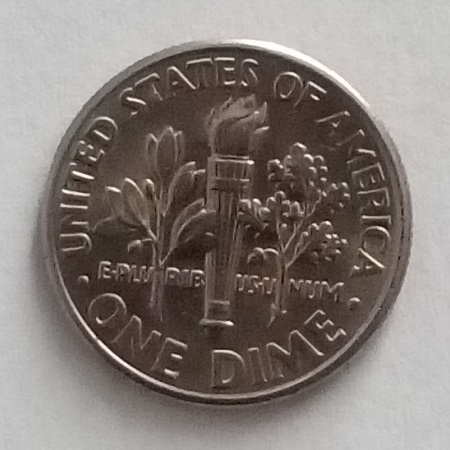 UNITED STATES OF AMERICA
E·PLURIBUS·UNUM
· ONE DIME ·